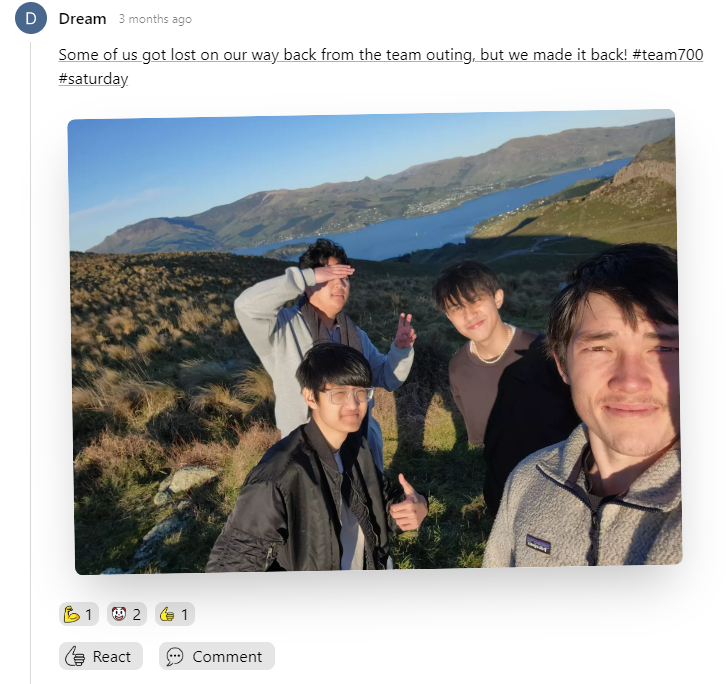 D Dream 3 months ago
Some of us got lost on our way back from the team outing, but we made it back! #team700
#saturday
1 2 1
React Comment